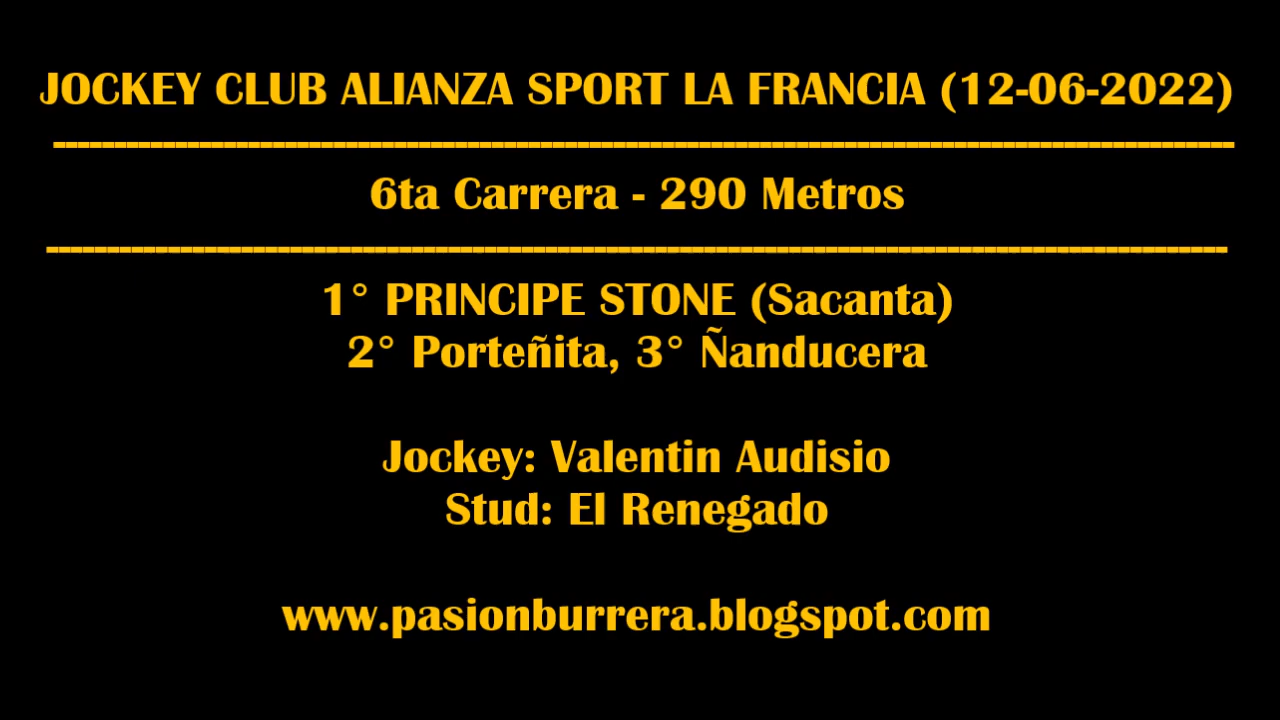 JOCKEY CLUB ALIANZA SPORT LA FRANCIA (12-06-2022)
6ta Carrera - 290 Metros
1° PRINCIPE STONE (Sacanta)
2° Porteñita, 3° Ñanducera
Jockey: Valentin Audisio
Stud: El Renegado
www.pasionburrera.blogspot.com